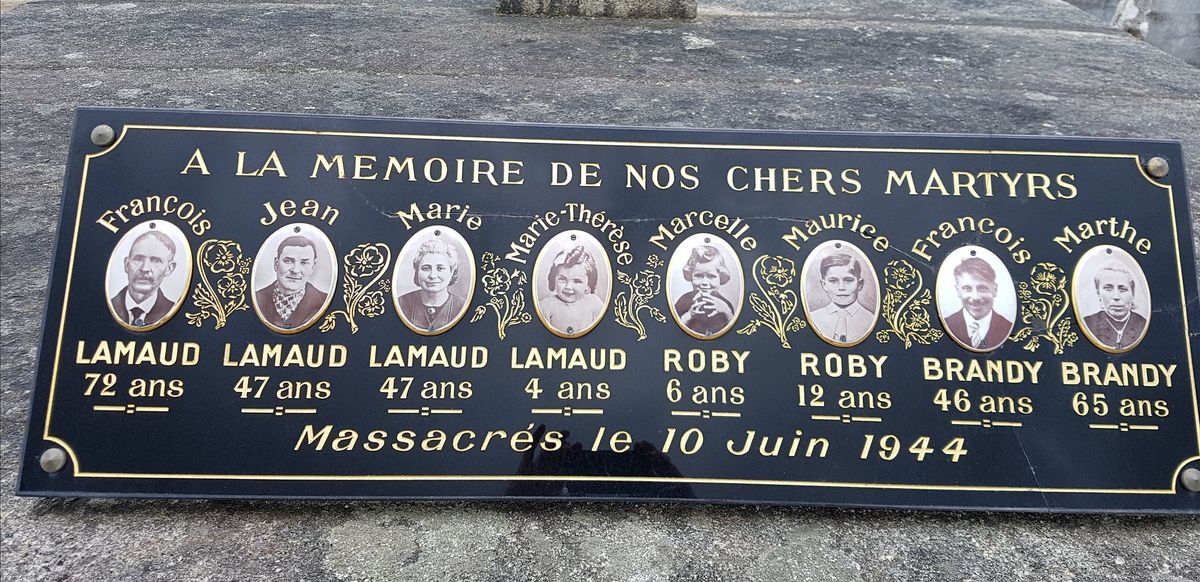 A LA MEMOIRE DE NOS CHERS MARTYRS
François Jean Marie Marie-Thérèse Marcelle Maurice François Marthe
LAMAUD LAMAUD LAMAUD LAMAUD ROBY ROBY BRANDY BRANDY
72 ans 47 ans 47 ans 4 ans 6 ans 12 ans 46 ans 65 ans
Massacrés le 10 Juin 1944